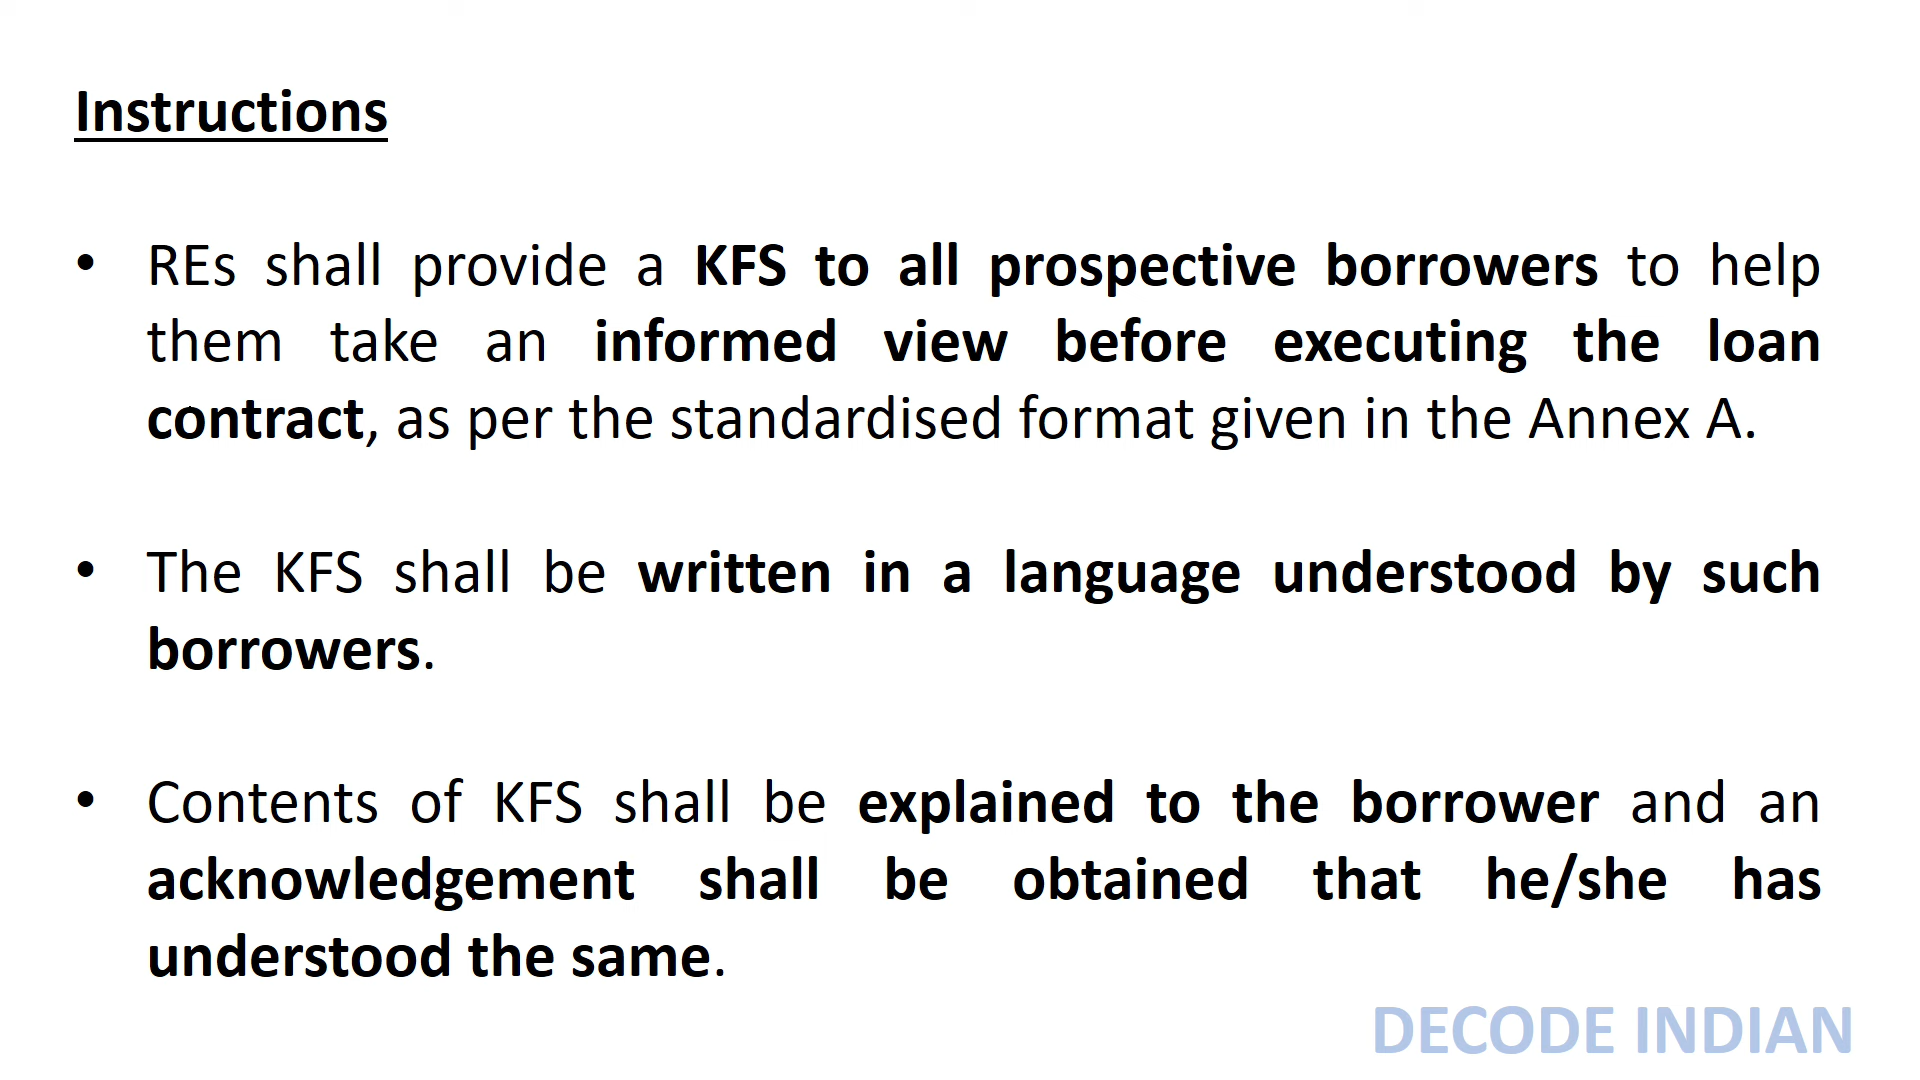 Instructions
• REs shall provide a KFS to all prospective borrowers to help
them take an informed view before executing the loan
contract, as per the standardised format given in the Annex A.
• The KFS shall be written in a language understood by such
borrowers.
• Contents of KFS shall be explained to the borrower and an
acknowledgement shall be obtained that he/she has
understood the same.
DECODE INDIAN